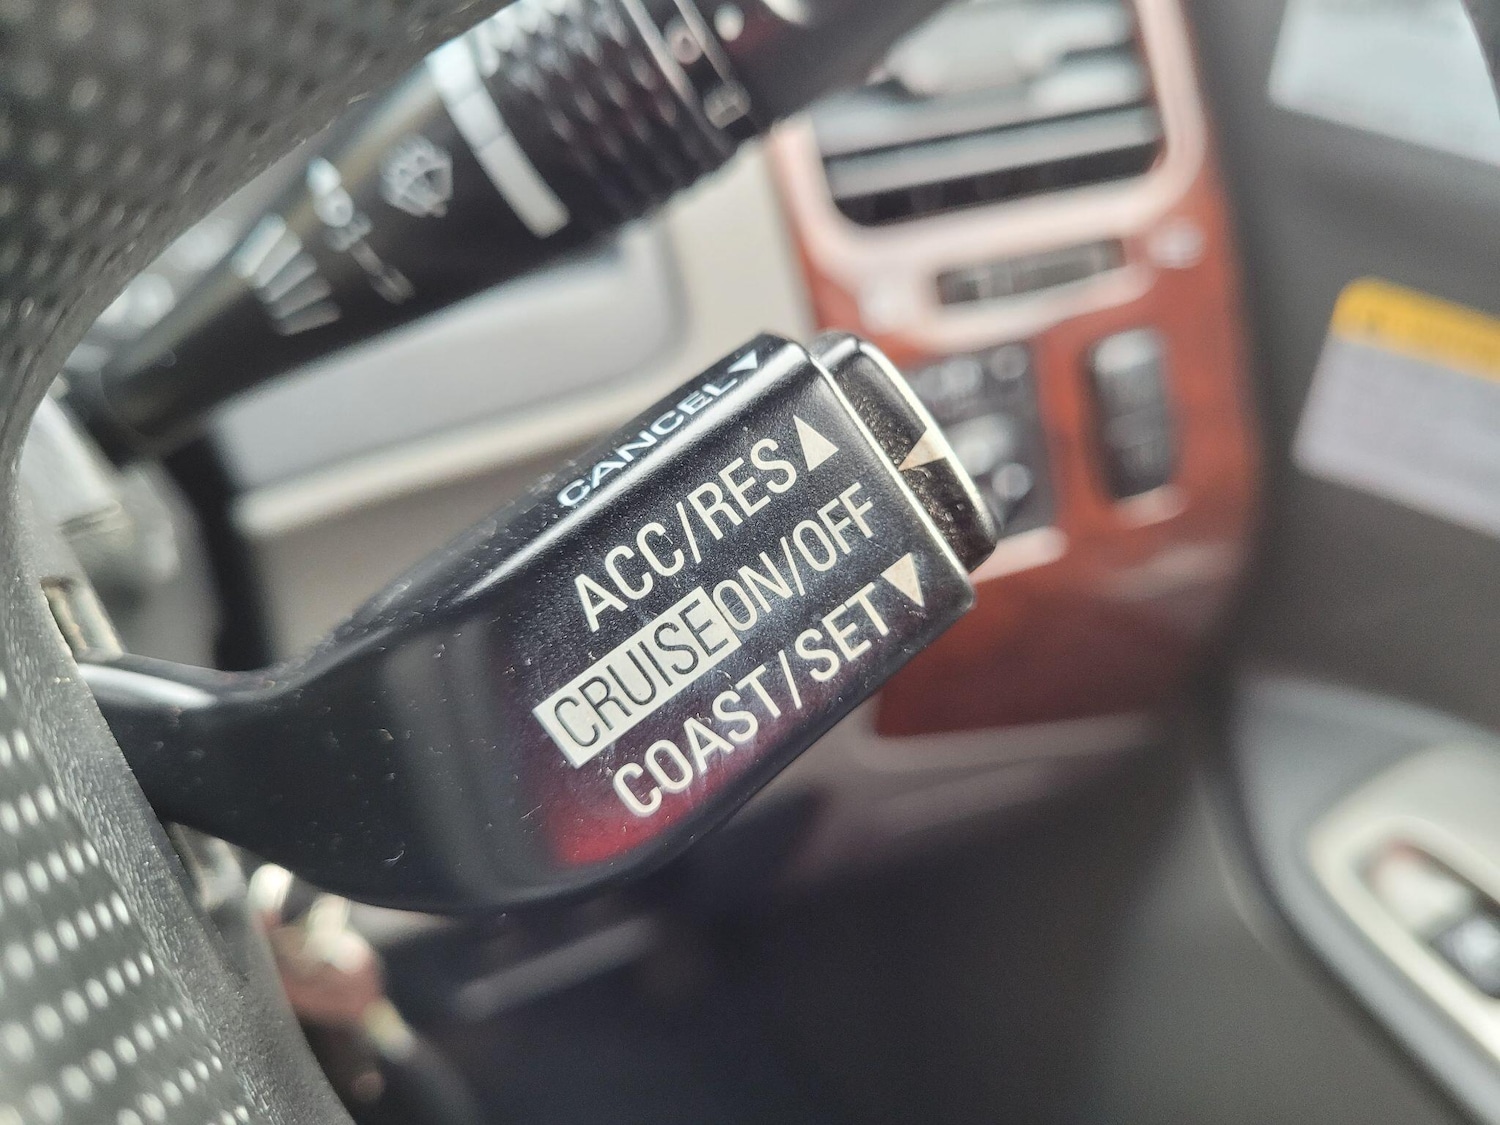 CANCEL
ACC/RES
CRUISE ON/OFF
COAST/SET